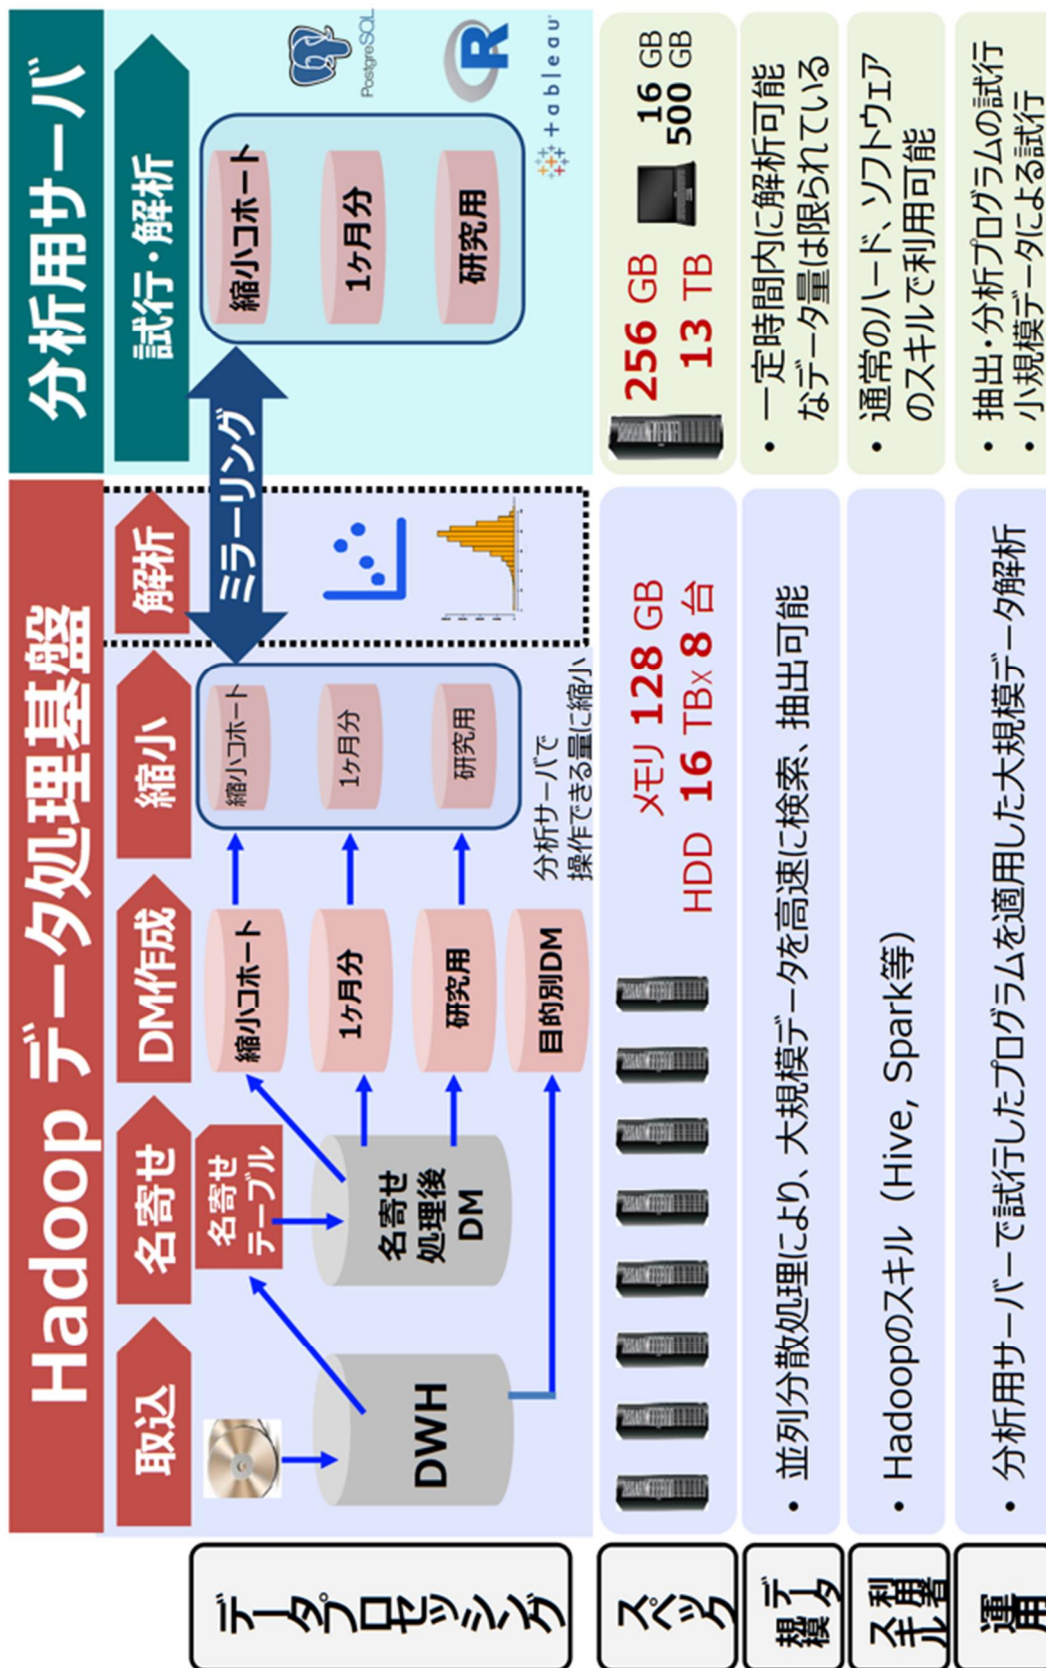 Hadoop データ処理基盤
分析用サーバ
取込
名寄せ
DM作成
縮小
解析
試行・解析
データプロセッシング
DWH
名寄せ
テーブル
名寄せ
処理後
DM
縮小コホート
1ヶ月分
研究用
目的別DM
縮小コホート
1ヶ月分
研究用
分析サーバで
操作できる量に縮小
ミラーリング
縮小コホート
1ヶ月分
研究用
PostgreSQL
R
+ableau
スペック
メモリ 128 GB
HDD 16 TBx 8 台
256 GB
13 TB
16 GB
500 GB
データ
規模
• 並列分散処理により、大規模データを高速に検索、抽出可能
• 一定時間内に解析可能
なデータ量は限られている
利用者
スキル
• Hadoopのスキル（Hive, Spark等）
• 通常のハード、ソフトウェア
のスキルで利用可能
運用
• 分析用サーバーで試行したプログラムを適用した大規模データ解析
• 抽出・分析プログラムの試行
• 小規模データによる試行